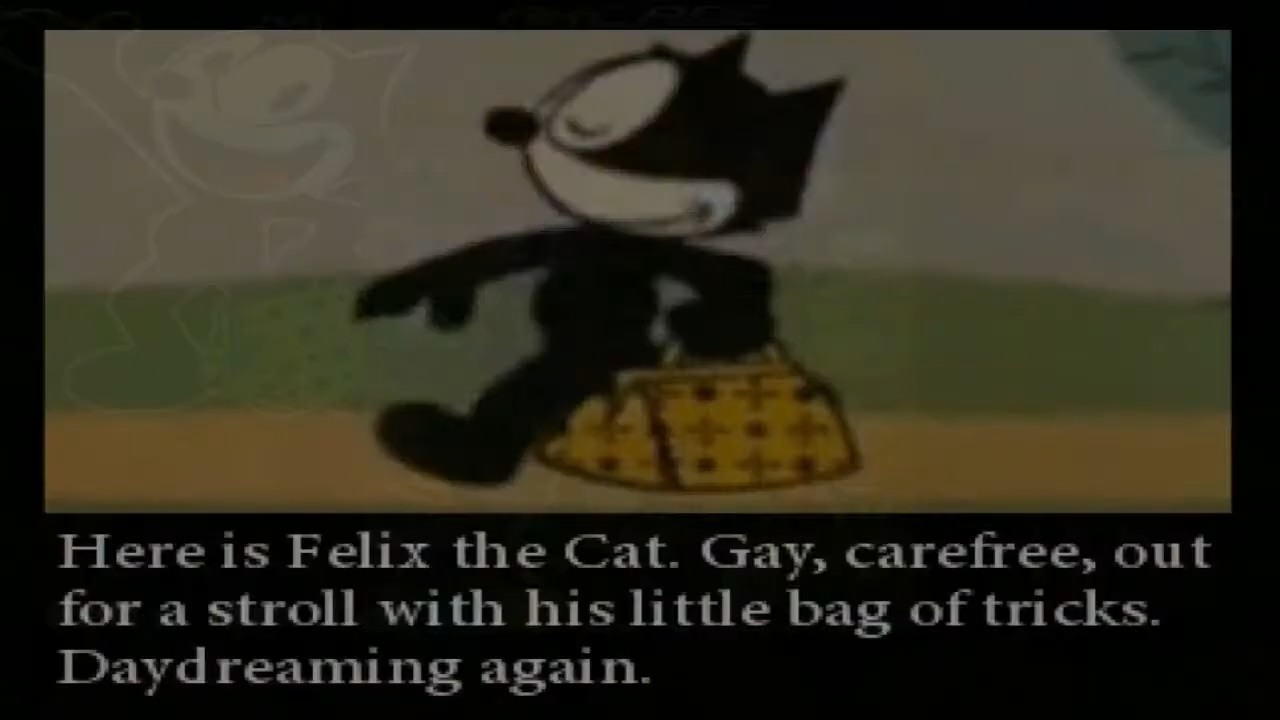 Here is Felix the Cat. Gay, carefree, out
for a stroll with his little bag of tricks.
Daydreaming again.